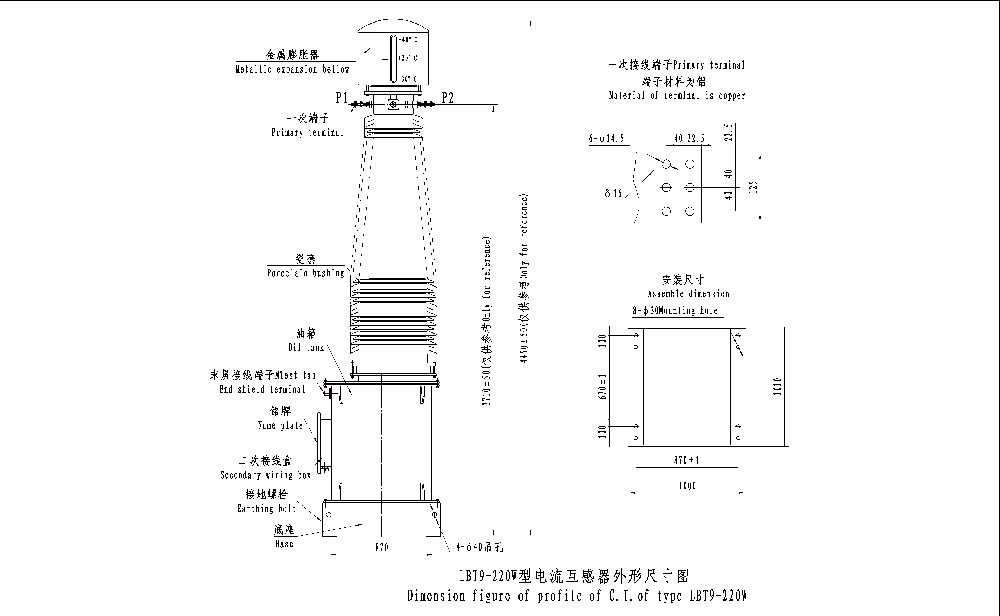 +40° C
+20° C
-30° C
金属膨胀器
Metallic expansion bellow
P1
P2
一次端子
Primary terminal
瓷套
Porcelain bushing
油箱
Oil tank
末屏接线端子MTest tap
End shield terminal
铭牌
Name plate
二次接线盒
Secondary wiring box
接地螺栓
Earthing bolt
底座
Base
870
4-φ40吊孔
3710±50(仅供参考Only for reference)
4450±50(仅供参考Only for reference)
一次接线端子Primary terminal
端子材料为铝
Material of terminal is copper
6-φ14.5
40 22.5
22.5
40
40
125
δ15
安装尺寸
Assemble dimension
8-φ30Mounting hole
100
670±1
100
1010
870±1
1000
LBT9-220W型电流互感器外形尺寸图
Dimension figure of profile of C.T.of type LBT9-220W